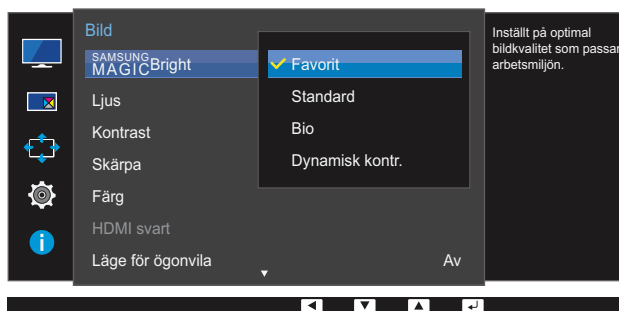 Bild
SAMSUNG
MAGICBright
Favorit
Ljus
Standard
Kontrast
Bio
Skärpa
Dynamisk kontr.
Färg
HDMI svart
Läge för ögonvila Av
Inställt på optimal
bildkvalitet som passar
arbetsmiljön.